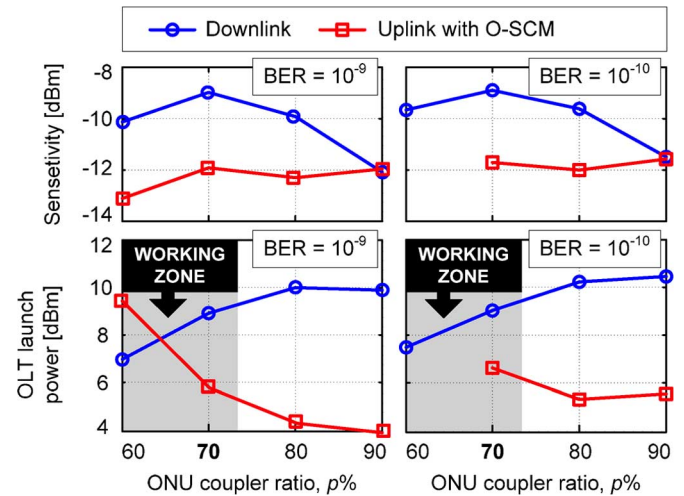 Downlink Uplink with O-SCM
BER = 10⁻⁹ BER = 10⁻¹⁰
Sensetivity [dBm]
-8
-10
-12
-14
WORKING ZONE BER = 10⁻⁹
WORKING ZONE BER = 10⁻¹⁰
OLT launch power [dBm]
12
10
8
6
4
60 70 80 90 60 70 80 90
ONU coupler ratio, p% ONU coupler ratio, p%